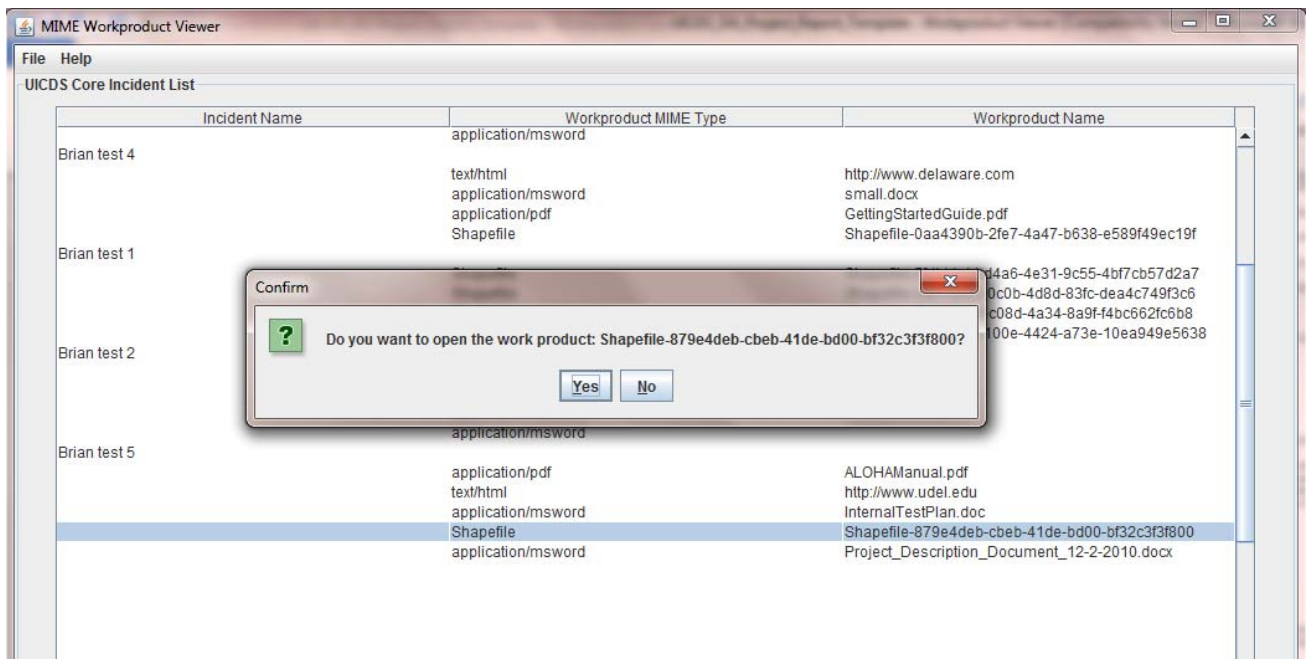 MIME Workproduct Viewer
File Help
UICDS Core Incident List
Incident Name Workproduct MIME Type Workproduct Name
application/msword
Brian test 4
text/html http://www.delaware.com
application/msword small.docx
application/pdf GettingStartedGuide.pdf
Shapefile Shapefile-0aa4390b-2fe7-4a47-b638-e589f49ec19f
Brian test 1
d4a6-4e31-9c55-4bf7cb57d2a7
0c0b-4d8d-83fc-dea4c749f3c6
c08d-4a34-8a9f-f4bc662fc6b8
100e-4424-a73e-10ea949e5638
Confirm
Do you want to open the work product: Shapefile-879e4deb-cbeb-41de-bd00-bf32c3f3f800?
Yes No
Brian test 2
application/msword
Brian test 5
application/pdf ALOHAManual.pdf
text/html http://www.udel.edu
application/msword InternalTestPlan.doc
Shapefile Shapefile-879e4deb-cbeb-41de-bd00-bf32c3f3f800
application/msword Project_Description_Document_12-2-2010.docx